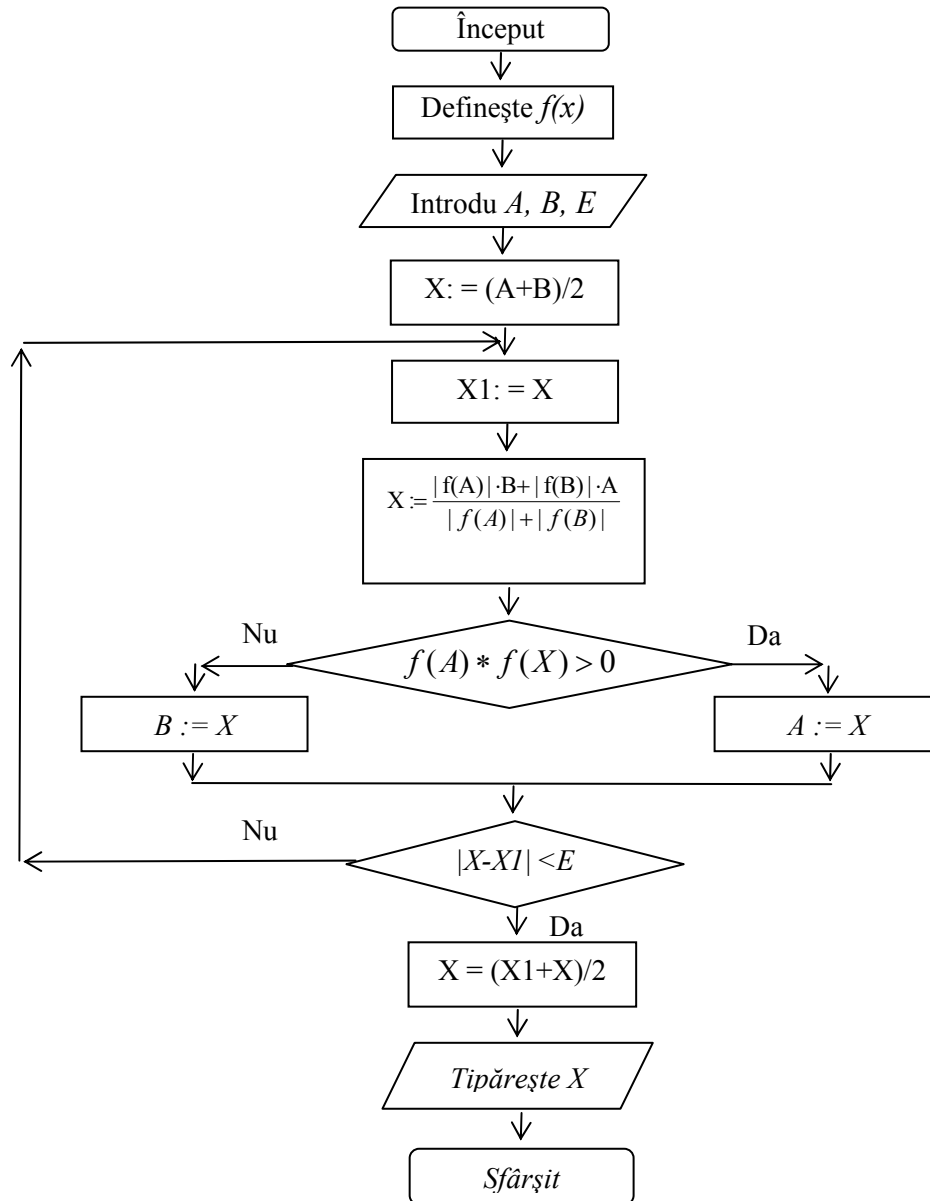 Început
Defineşte f(x)
Introdu A, B, E
X: = (A+B)/2
X1: = X
X := | f(A) | ·B+ | f(B) | ·A
| f(A) | + | f(B) |
Nu
Da
f(A) * f(X) > 0
B := X
A := X
Nu
|X-X1| <E
Da
X = (X1+X)/2
Tipăreşte X
Sfârşit